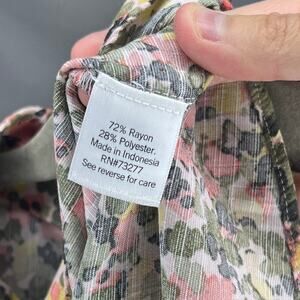 72% Rayon
28% Polyester
Made in Indonesia
RN#73277
See reverse for care